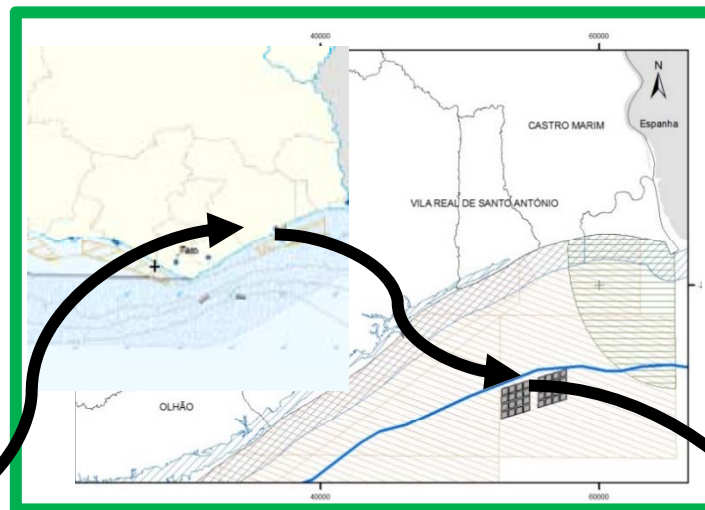 40000
60000
N
CASTRO MARIM
Espanha
VILA REAL DE SANTO ANTÓNIO
Faro
OLHÃO
40000
60000